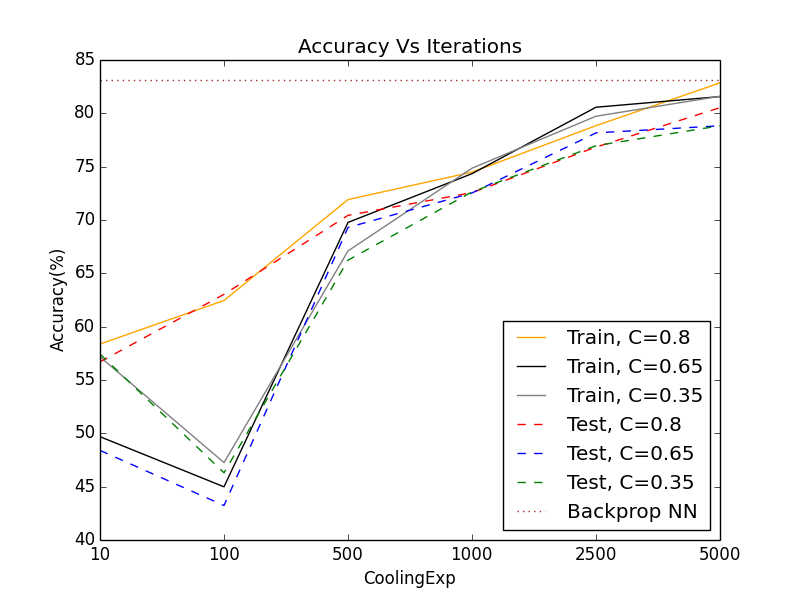 Accuracy Vs Iterations
85
80
75
70
65
60
55
50
45
40
Accuracy(%)
10 100 500 1000 2500 5000
CoolingExp
Train, C=0.8
Train, C=0.65
Train, C=0.35
Test, C=0.8
Test, C=0.65
Test, C=0.35
Backprop NN